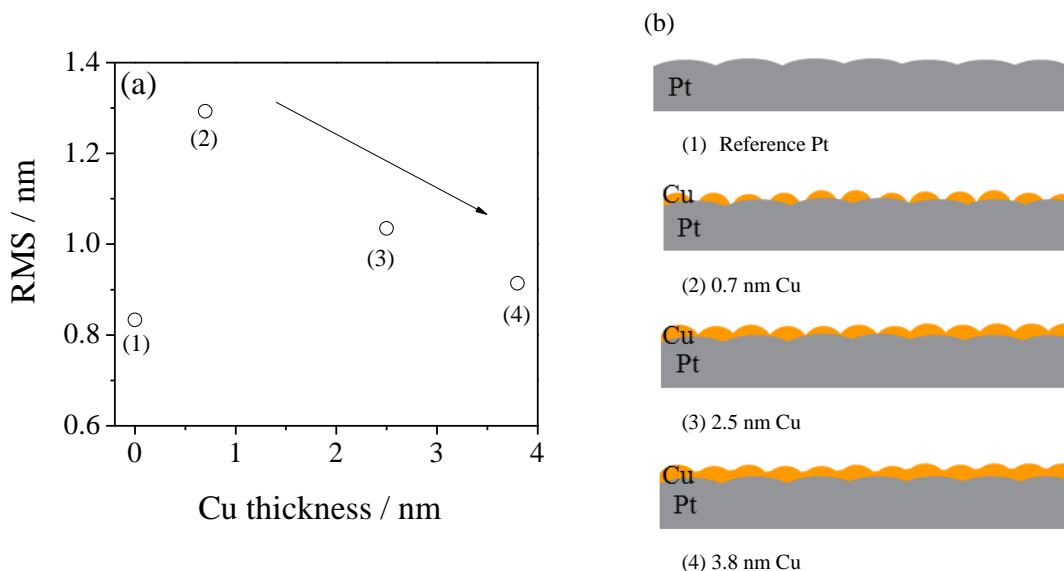 (a)
RMS / nm
1.4
1.2
1.0
0.8
0.6
(1)
(2)
(3)
(4)
0 1 2 3 4
Cu thickness / nm
(b)
Pt
(1) Reference Pt
Cu
Pt
(2) 0.7 nm Cu
Cu
Pt
(3) 2.5 nm Cu
Cu
Pt
(4) 3.8 nm Cu